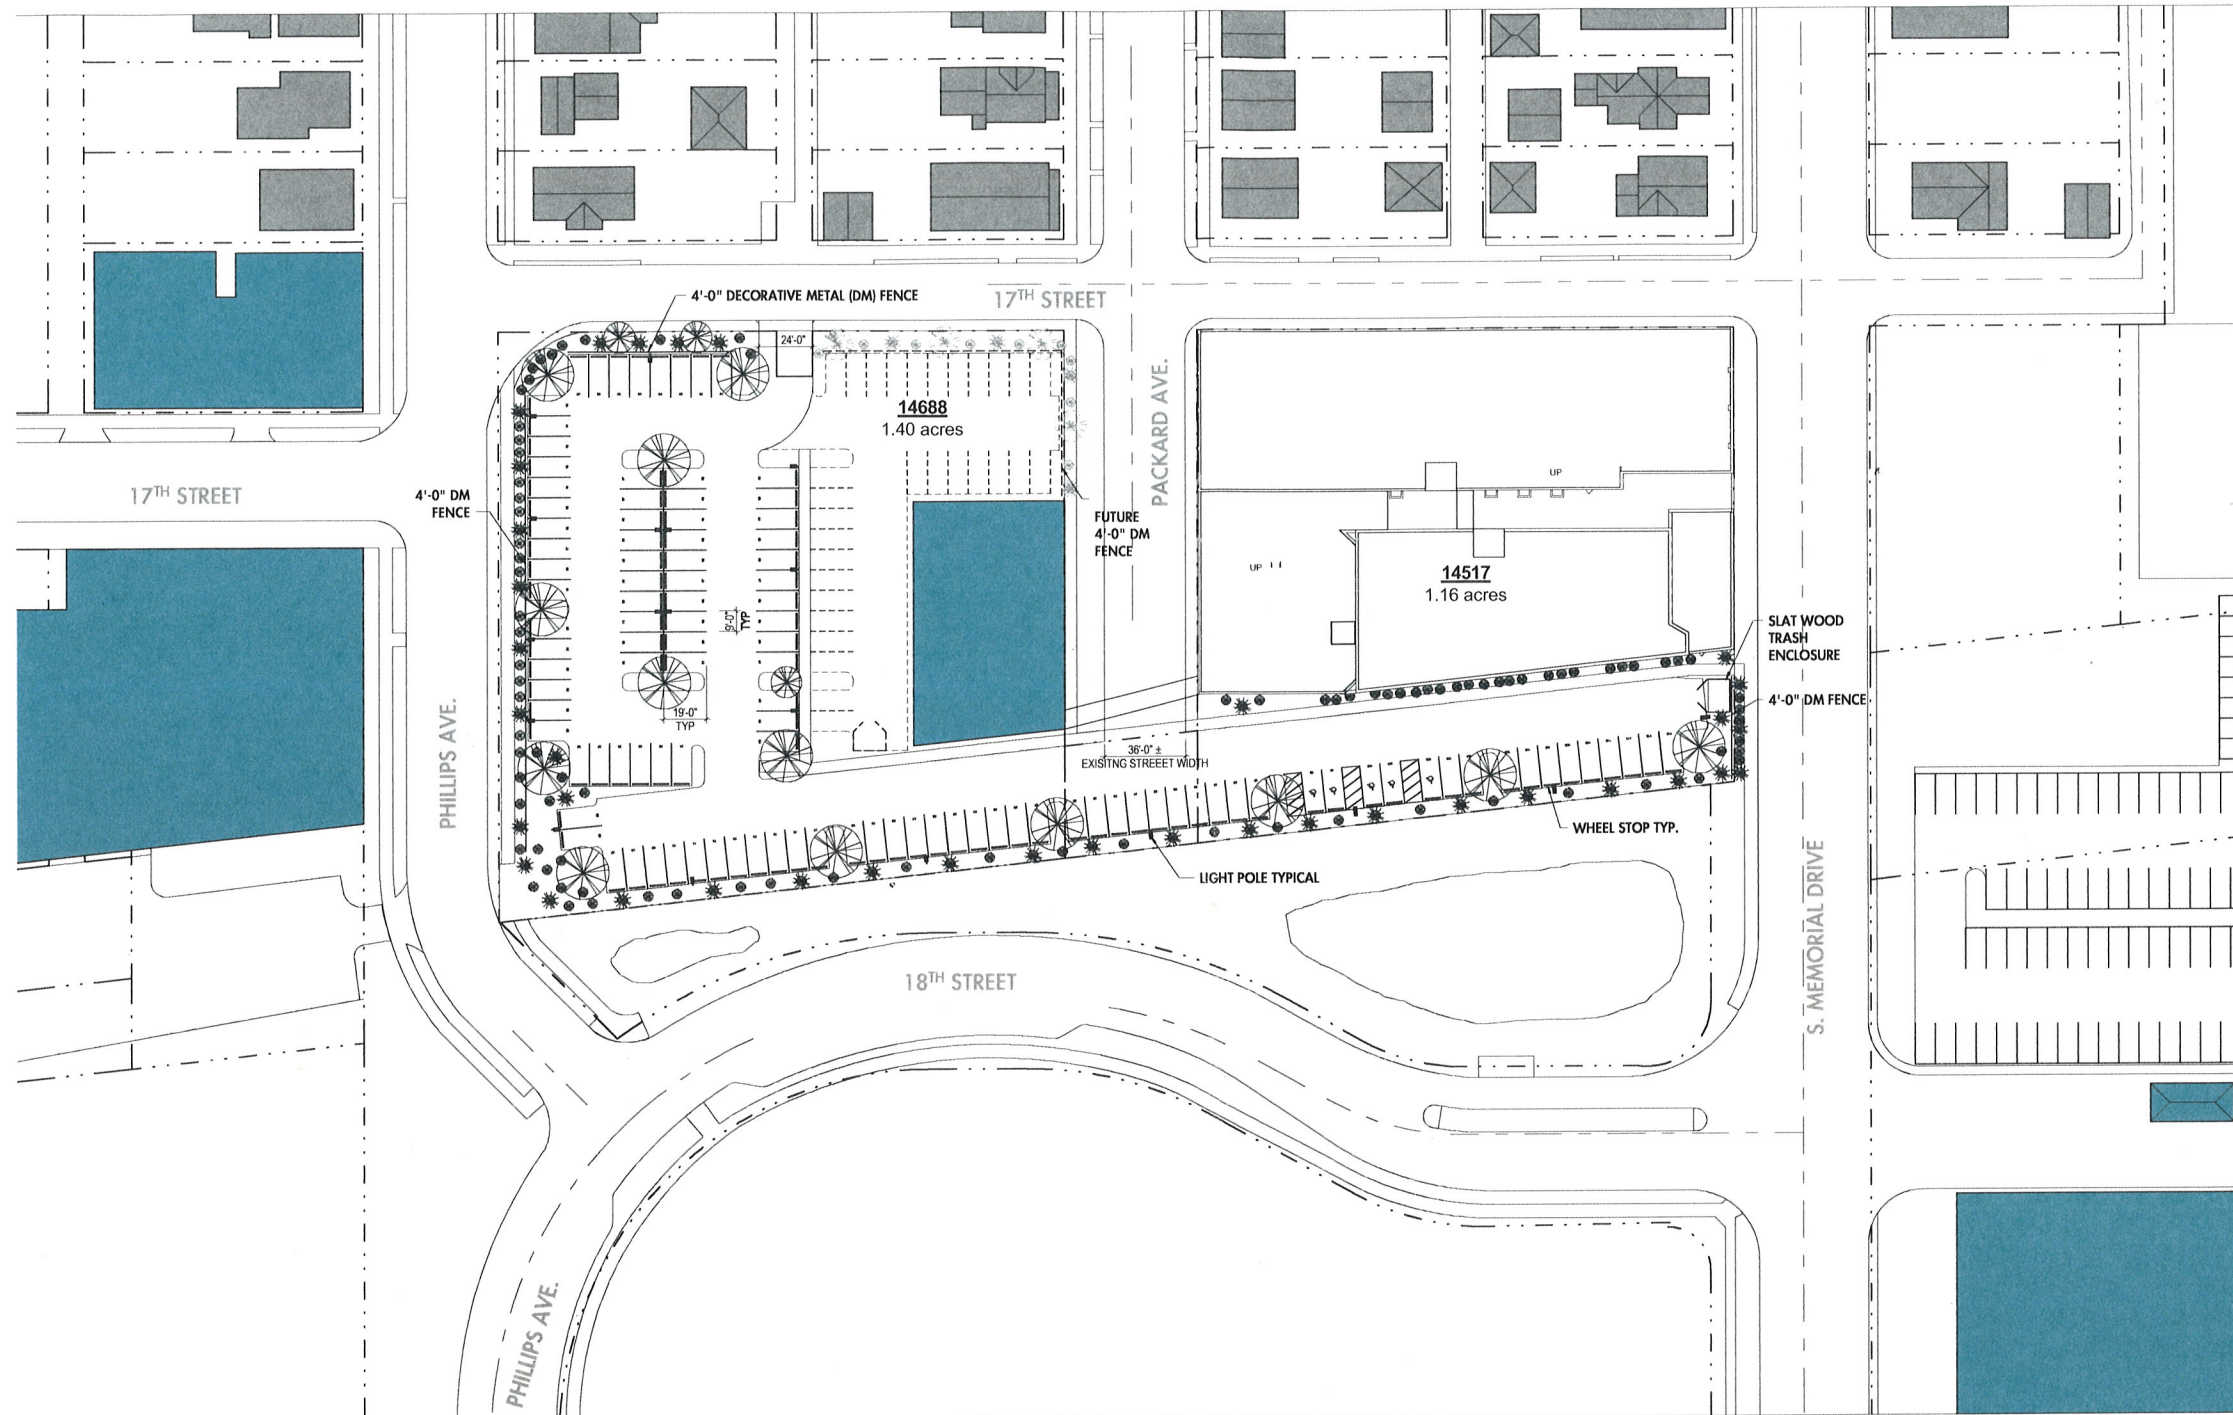 4'-0" DECORATIVE METAL (DM) FENCE
17TH STREET
24'-0"
PACKARD AVE.
14688
1.40 acres
17TH STREET
4'-0" DM
FENCE
UP
FUTURE
4'-0" DM
FENCE
UP
14517
1.16 acres
9'-0"
TYP
SLAT WOOD
TRASH
ENCLOSURE
4'-0" DM FENCE
PHILLIPS AVE.
19'-0"
TYP
36'-0" ±
EXISITNG STREEET WIDTH
WHEEL STOP TYP.
LIGHT POLE TYPICAL
S. MEMORIAL DRIVE
18TH STREET
PHILLIPS AVE.